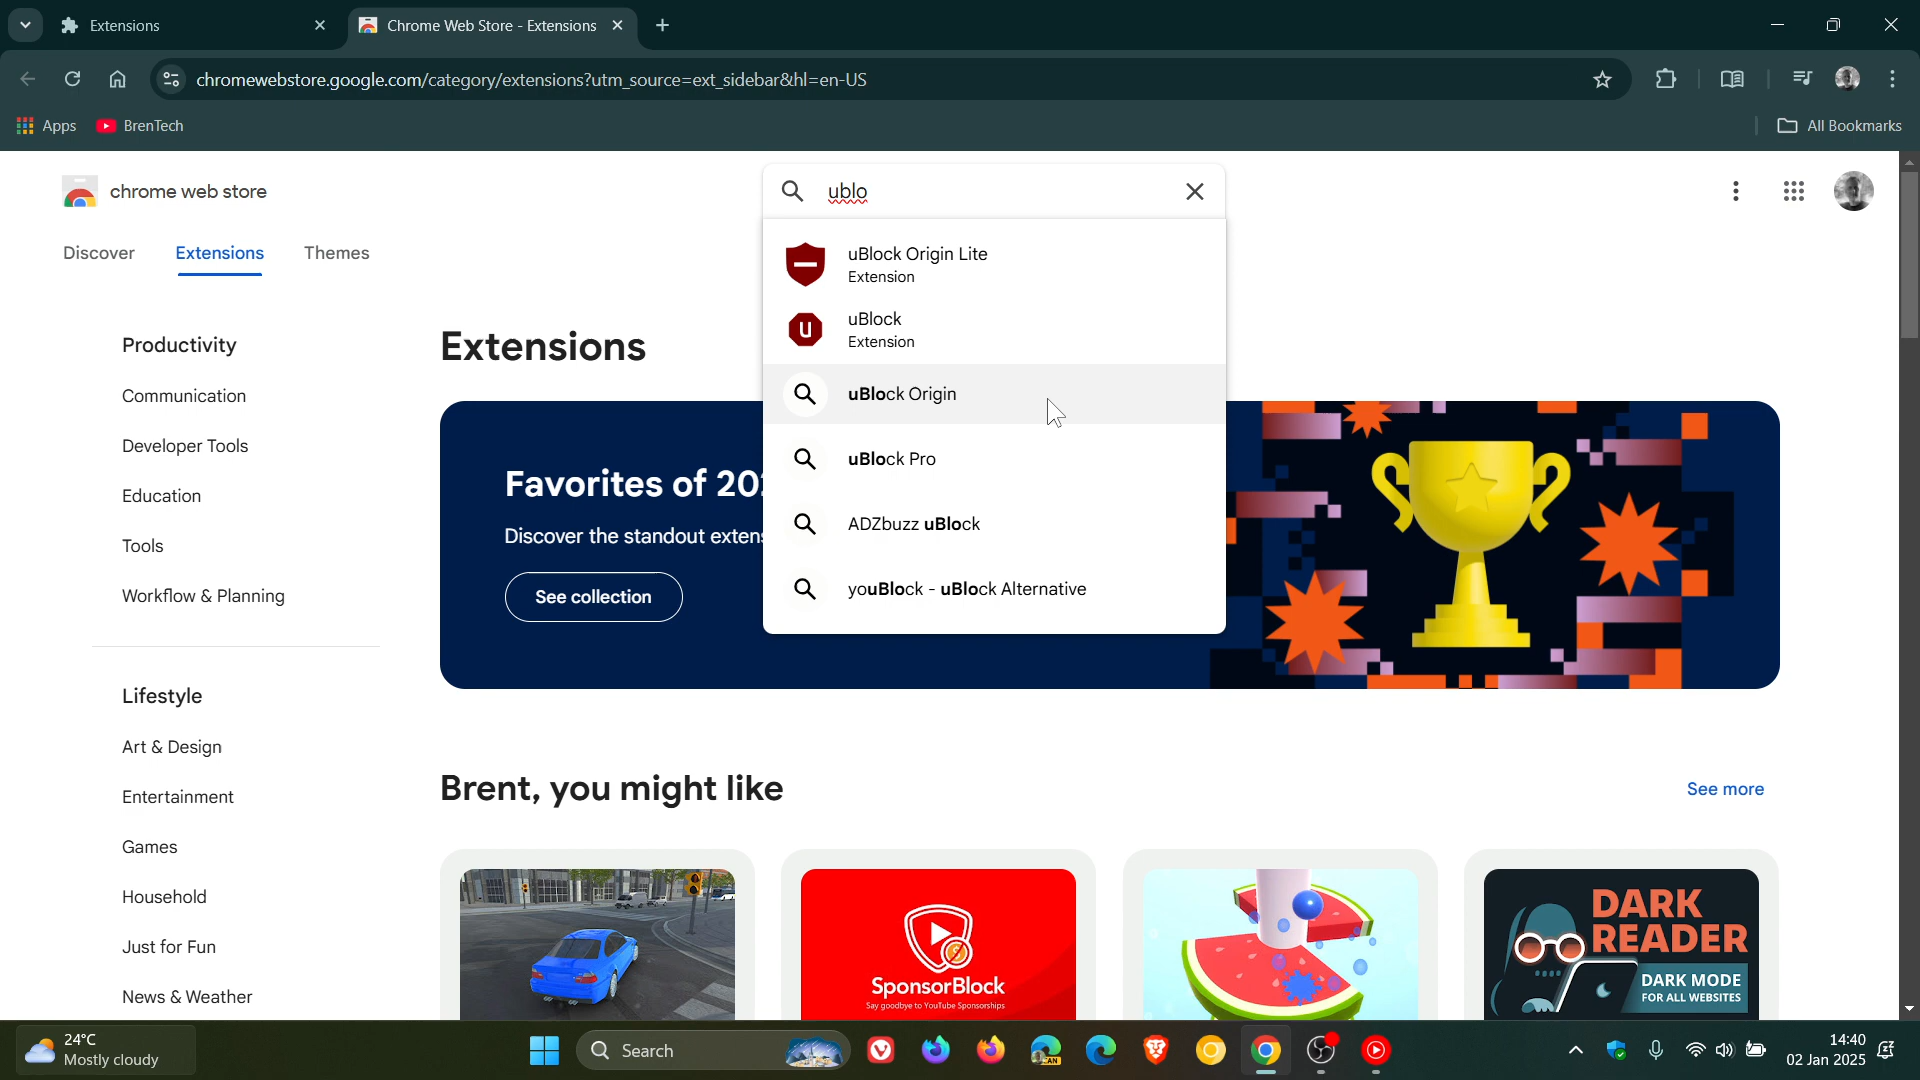 Extensions
Chrome Web Store - Extensions
chromewebstore.google.com/category/extensions?utm_source=ext_sidebar&hl=en-US
Apps
BrenTech
All Bookmarks
chrome web store
ublo
Discover
Extensions
Themes
uBlock Origin Lite
Extension
uBlock
Extension
uBlock Origin
uBlock Pro
ADZbuzz uBlock
youBlock - uBlock Alternative
Productivity
Communication
Developer Tools
Education
Tools
Workflow & Planning
Lifestyle
Art & Design
Entertainment
Games
Household
Just for Fun
News & Weather
Extensions
Favorites of
Discover the standout
See collection
Brent, you might like
See more
SponsorBlock
Say goodbye to YouTube Sponsorships
DARK
READER
DARK MODE
FOR ALL WEBSITES
24°C
Mostly cloudy
Search
CAN
14:40
02 Jan 2025